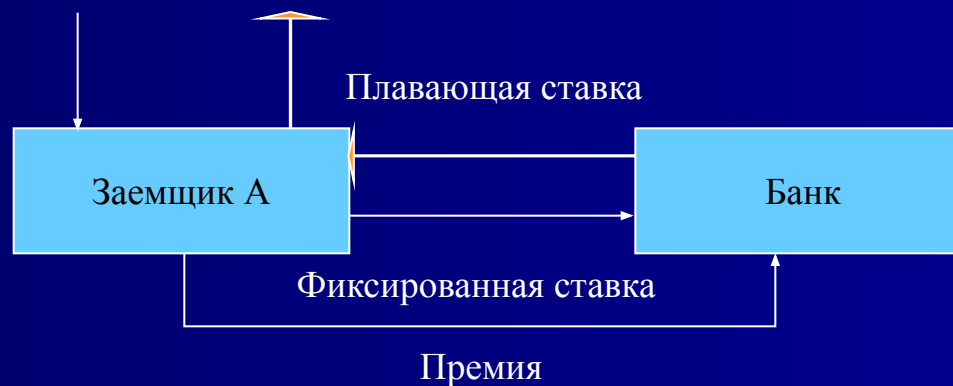 Плавающая ставка
Заемщик А
Банк
Фиксированная ставка
Премия